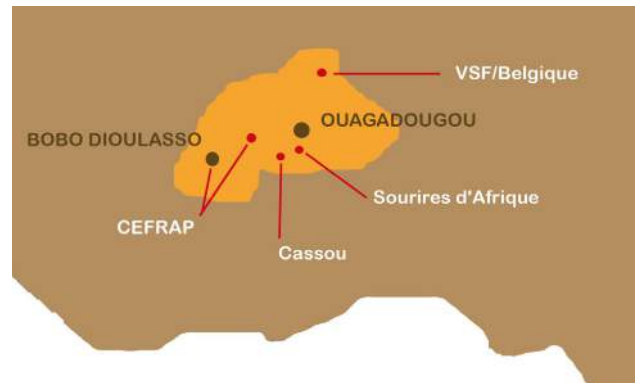 VSF/Belgique
OUAGADOUGOU
BOBO DIOULASSO
Sourires d'Afrique
CEFRAP
Cassou